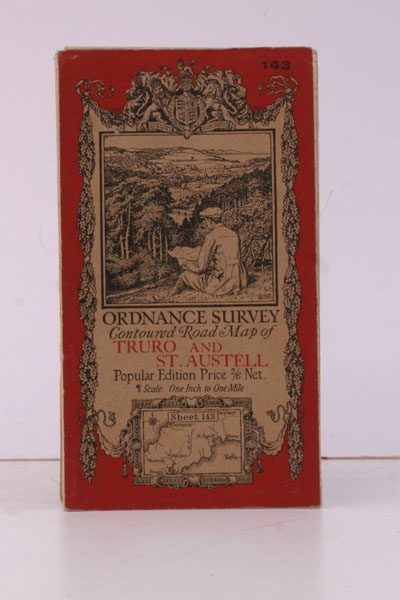 143
ORDNANCE SURVEY
Contoured Road Map of
TRURO AND
ST. AUSTELL
Popular Edition Price 2/6 Net.
¶ Scale: One Inch to One Mile
Sheet 143